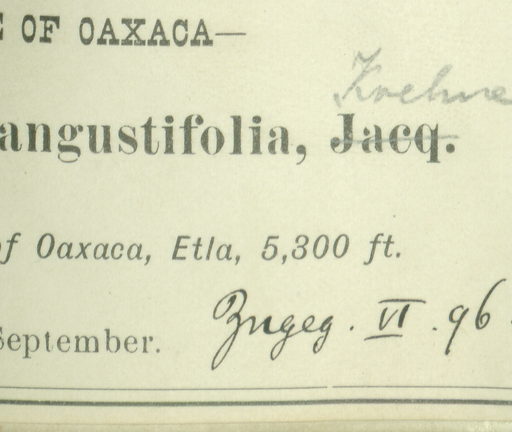 OF OAXACA—
Koehne
angustifolia, Jacq.
of Oaxaca, Etla, 5,300 ft.
September. Zugeg. VI. 96.